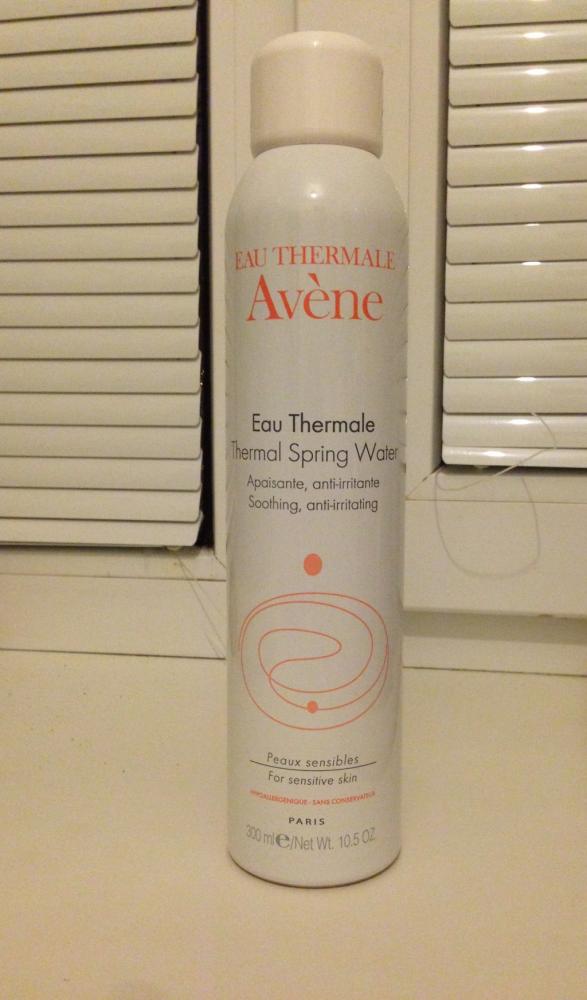 EAU THERMALE
Avène
Eau Thermale
Thermal Spring Water
Apaisante, anti-irritante
Soothing, anti-irritating
Peaux sensibles
For sensitive skin
HYPOALLERGENIQUE - SANS CONSERVATEUR
PARIS
300 ml℮/Net Wt. 10.5 OZ.